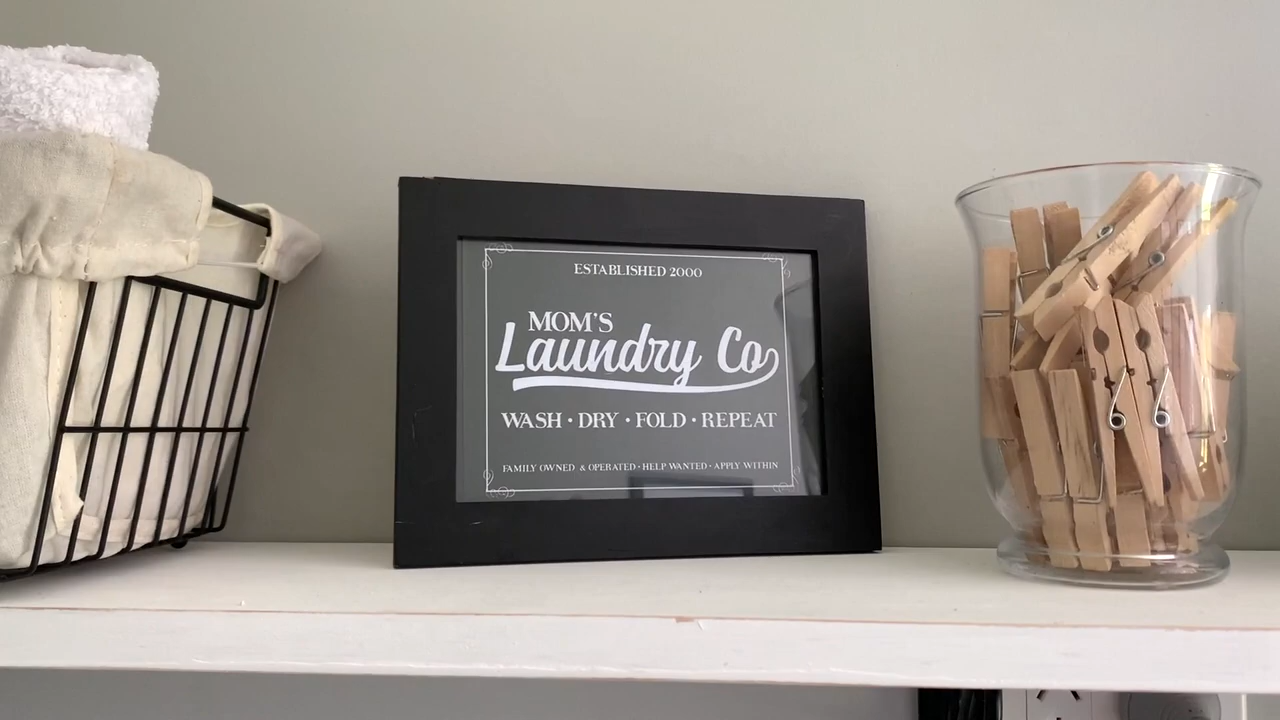 ESTABLISHED 2000
MOM'S
Laundry Co
WASH · DRY · FOLD · REPEAT
FAMILY OWNED & OPERATED · HELP WANTED · APPLY WITHIN